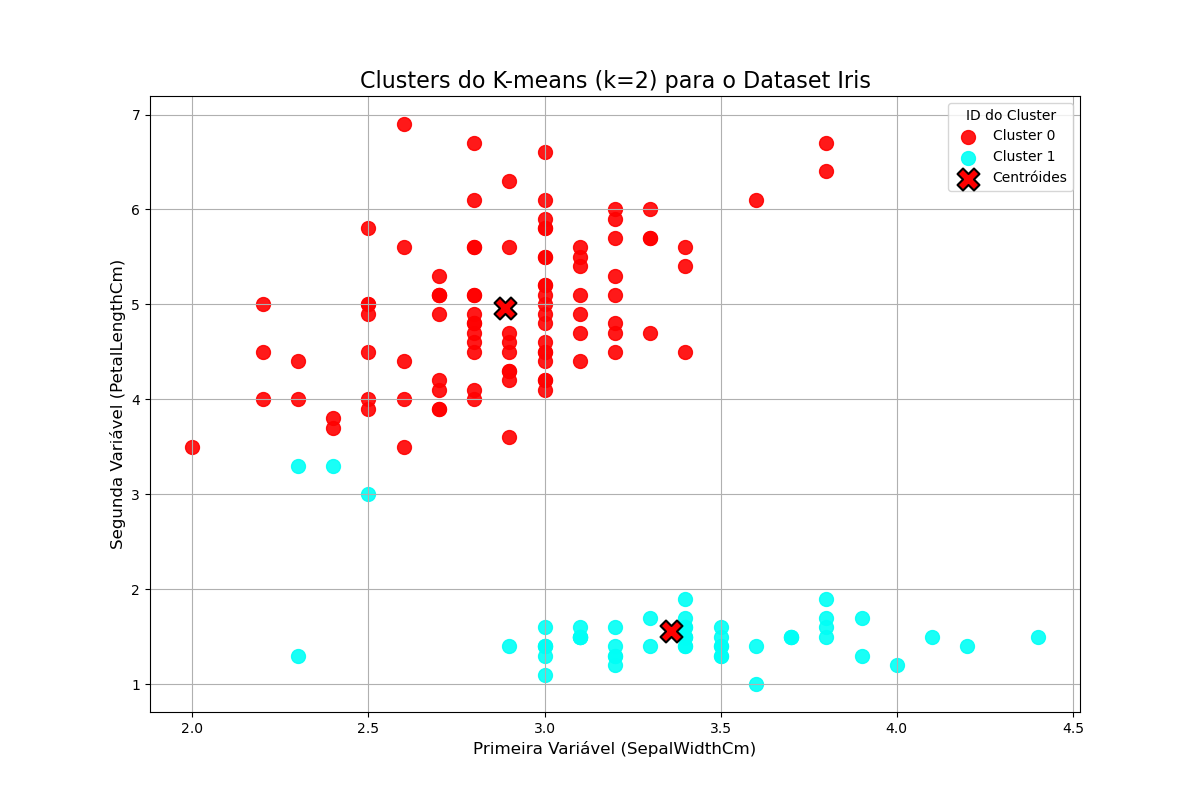 Clusters do K-means (k=2) para o Dataset Iris
ID do Cluster
Cluster 0
Cluster 1
Centróides
Segunda Variável (PetalLengthCm)
7
6
5
4
3
2
1
2.0 2.5 3.0 3.5 4.0 4.5
Primeira Variável (SepalWidthCm)